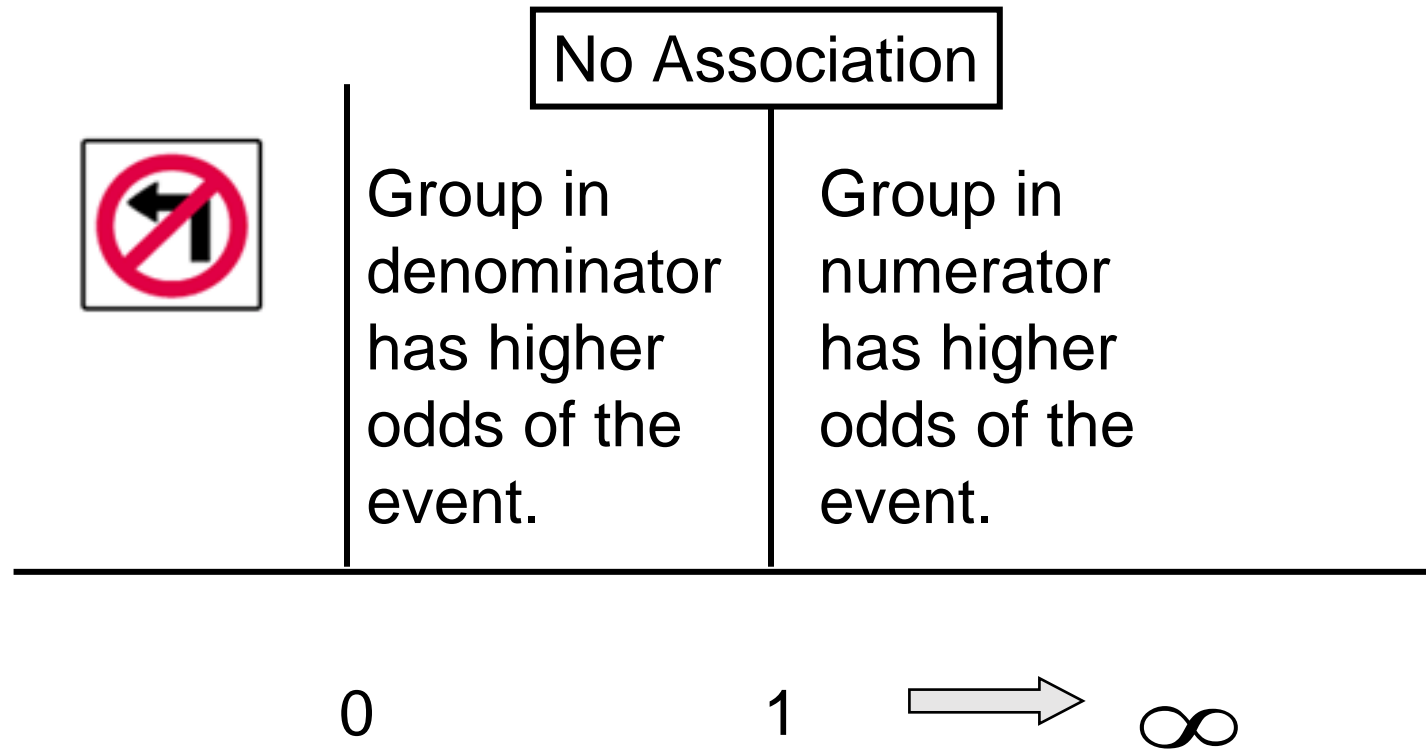 No Association
Group in
denominator
has higher
odds of the
event.
Group in
numerator
has higher
odds of the
event.
0 1 ∞